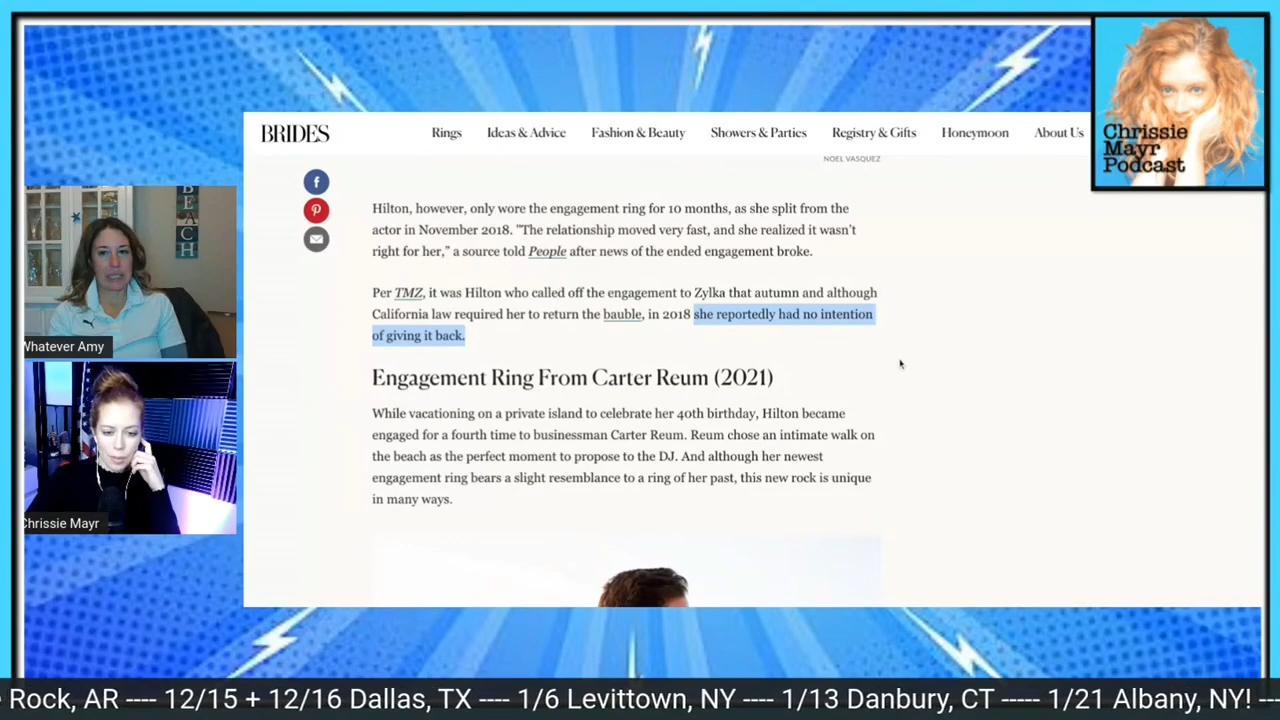 BRIDES
Rings
Ideas & Advice
Fashion & Beauty
Showers & Parties
Registry & Gifts
Honeymoon
About Us
Chrissie
Mayr
Podcast
NOEL VASQUEZ
Hilton, however, only wore the engagement ring for 10 months, as she split from the
actor in November 2018. "The relationship moved very fast, and she realized it wasn't
right for her," a source told People after news of the ended engagement broke.
Per TMZ, it was Hilton who called off the engagement to Zylka that autumn and although
California law required her to return the bauble, in 2018 she reportedly had no intention
of giving it back.
Engagement Ring From Carter Reum (2021)
While vacationing on a private island to celebrate her 40th birthday, Hilton became
engaged for a fourth time to businessman Carter Reum. Reum chose an intimate walk on
the beach as the perfect moment to propose to the DJ. And although her newest
engagement ring bears a slight resemblance to a ring of her past, this new rock is unique
in many ways.
BEACH
Whatever Amy
Chrissie Mayr
Rock, AR ---- 12/15 + 12/16 Dallas, TX ---- 1/6 Levittown, NY ---- 1/13 Danbury, CT ----- 1/21 Albany, NY! ---